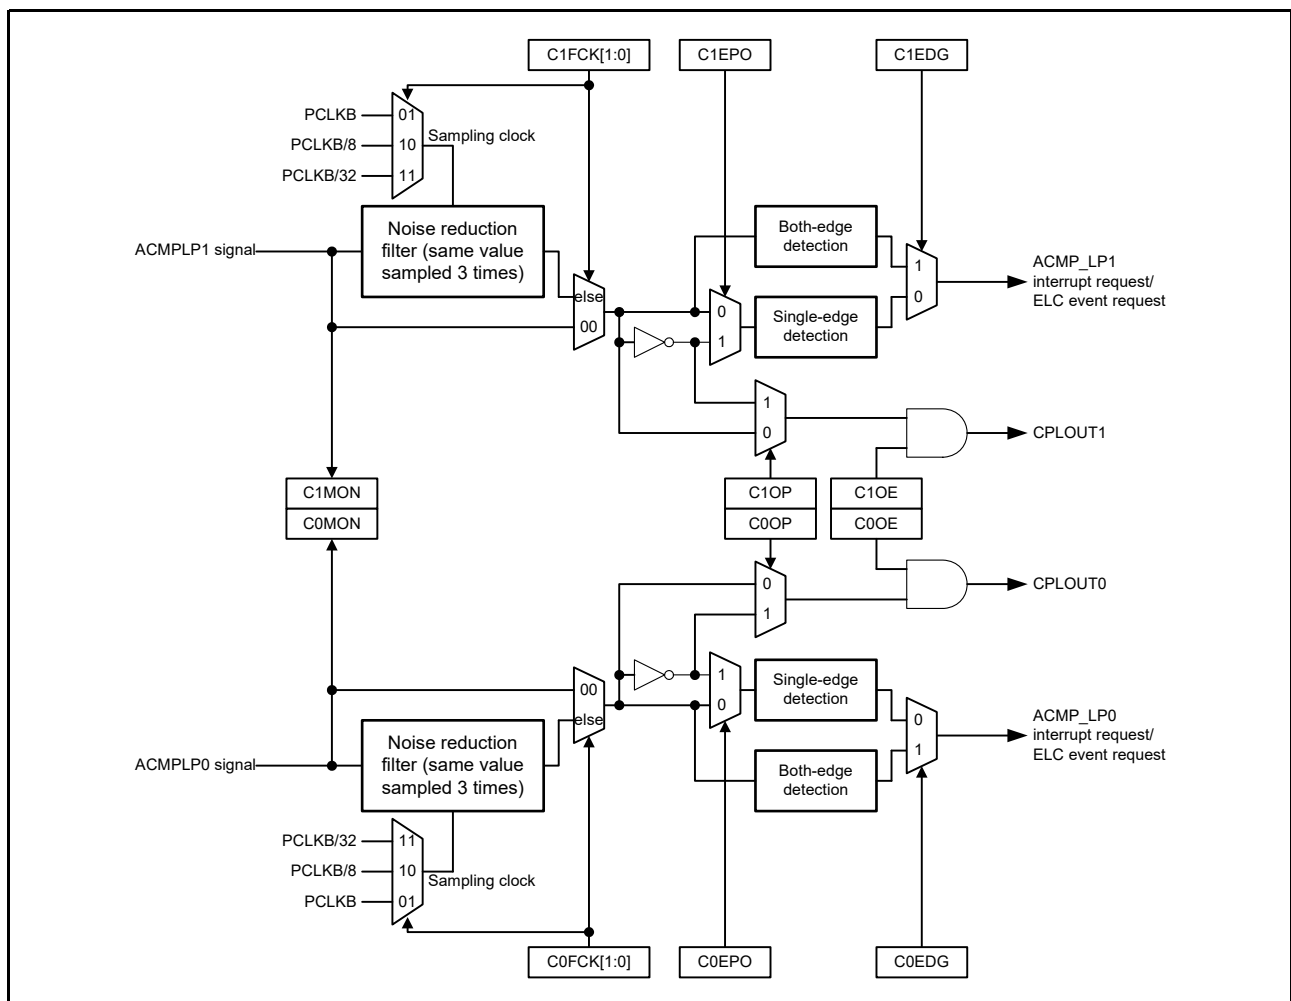 C1FCK[1:0]
C1EPO
C1EDG
PCLKB
01
PCLKB/8
10
Sampling clock
PCLKB/32
11
ACMPLP1 signal
Noise reduction
filter (same value
sampled 3 times)
else
00
0
1
Both-edge
detection
Single-edge
detection
1
0
ACMP_LP1
interrupt request/
ELC event request
1
0
CPLOUT1
C1MON
C0MON
C1OP
C0OP
C1OE
C0OE
0
1
CPLOUT0
00
else
1
0
Single-edge
detection
Both-edge
detection
0
1
ACMP_LP0
interrupt request/
ELC event request
ACMPLP0 signal
Noise reduction
filter (same value
sampled 3 times)
PCLKB/32
11
PCLKB/8
10
Sampling clock
PCLKB
01
C0FCK[1:0]
C0EPO
C0EDG